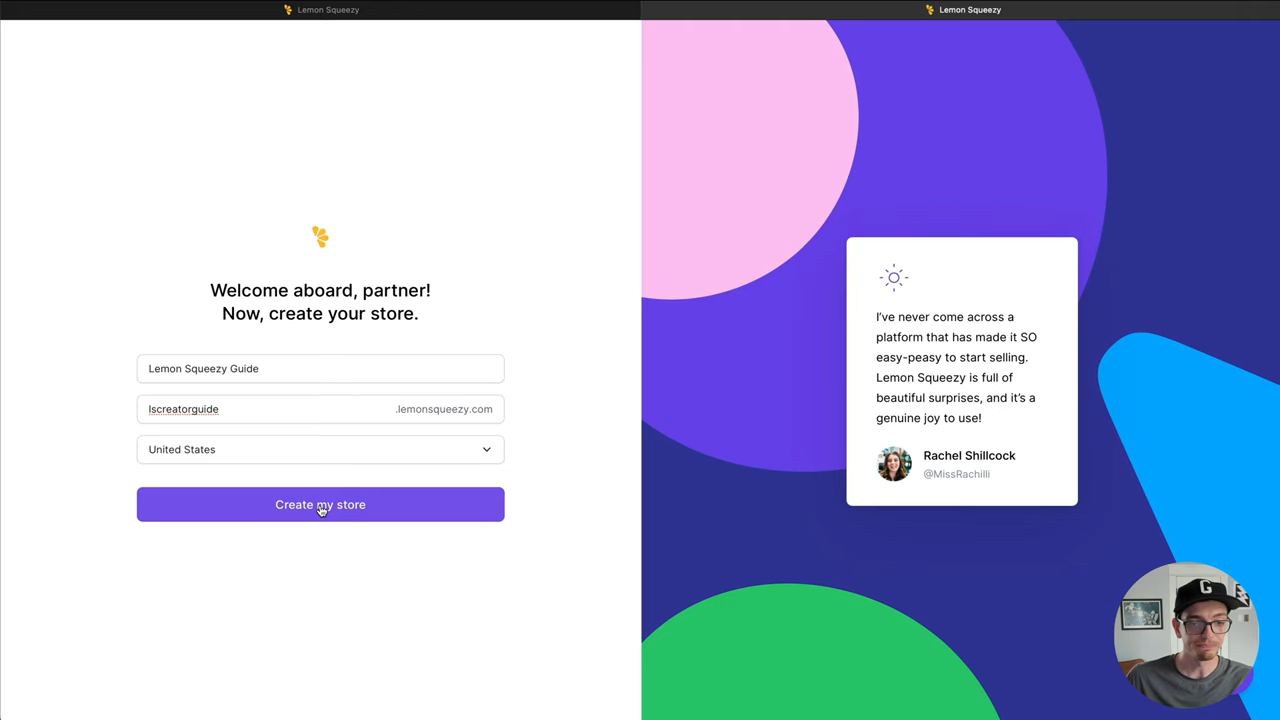 Lemon Squeezy
Lemon Squeezy
Welcome aboard, partner!
Now, create your store.
Lemon Squeezy Guide
lscreatorguide
.lemonsqueezy.com
United States
Create my store
I've never come across a
platform that has made it SO
easy-peasy to start selling.
Lemon Squeezy is full of
beautiful surprises, and it's a
genuine joy to use!
Rachel Shillcock
@MissRachilli
G